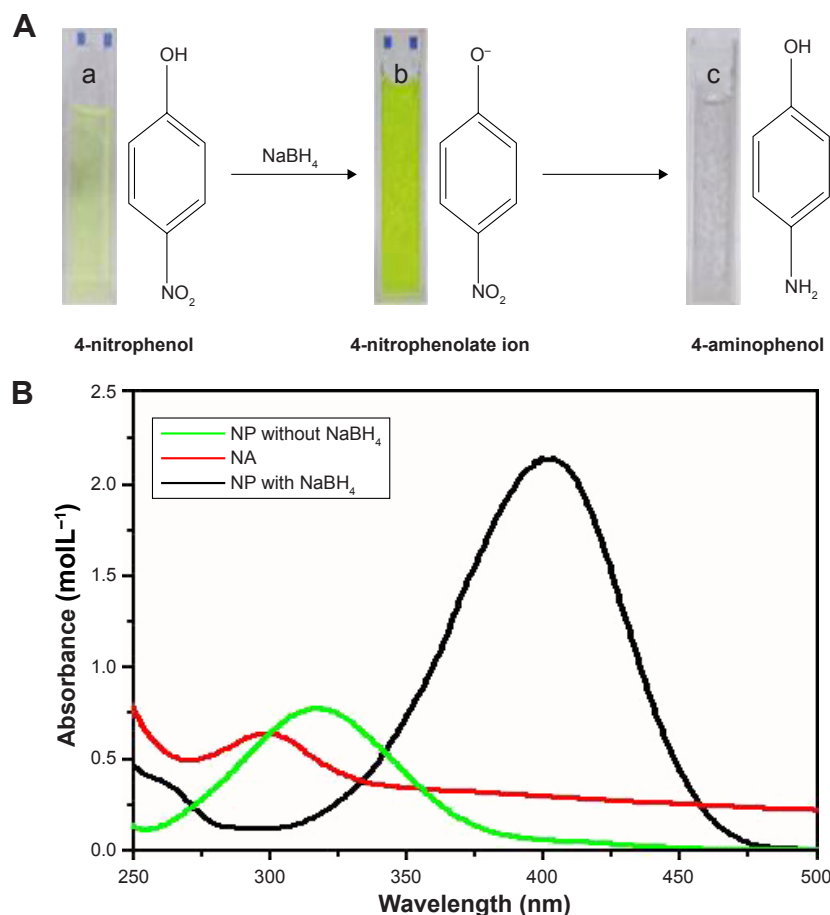 A
a
OH
NO₂
NaBH₄
b
O⁻
NO₂
c
OH
NH₂
4-nitrophenol
4-nitrophenolate ion
4-aminophenol
B
2.5
2.0
1.5
1.0
0.5
0.0
Absorbance (molL⁻¹)
NP without NaBH₄
NA
NP with NaBH₄
250
300
350
400
450
500
Wavelength (nm)